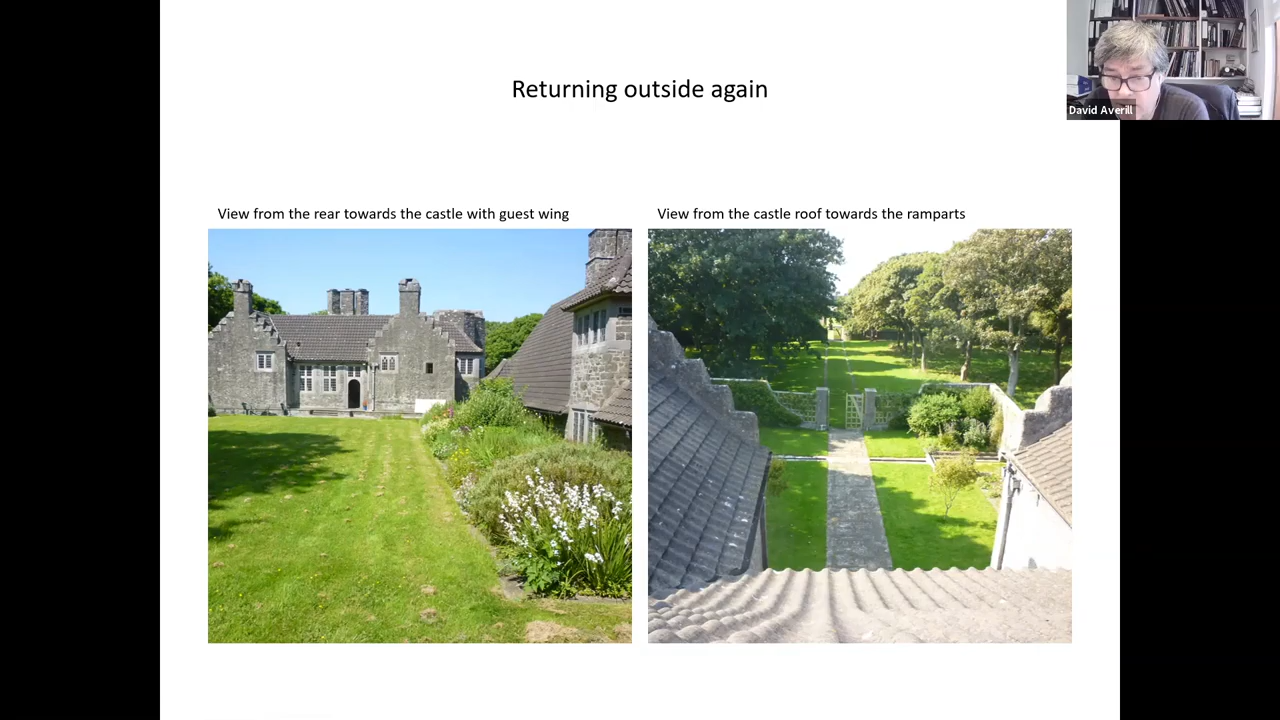 Returning outside again
David Averill
View from the rear towards the castle with guest wing
View from the castle roof towards the ramparts